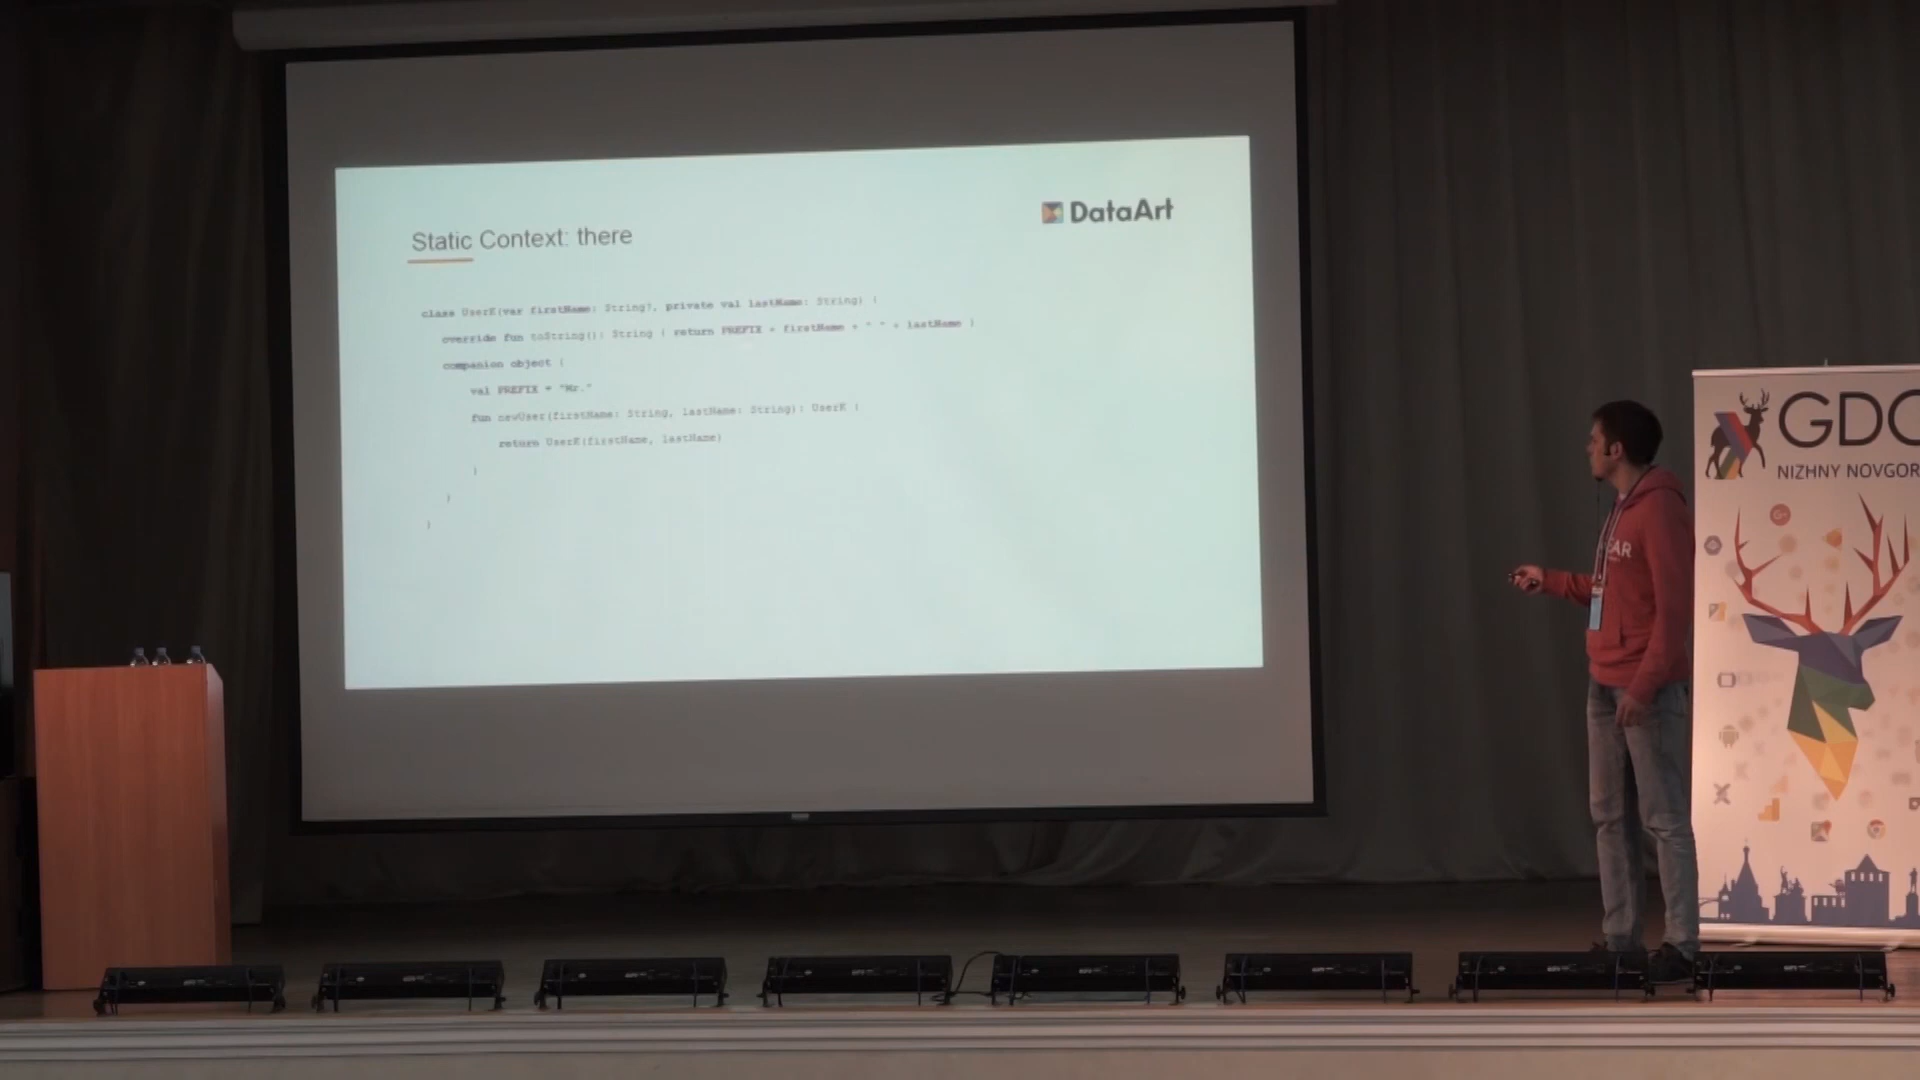 DataArt
Static Context: there
class UserK(var firstName: String?, private val lastName: String) {
override fun toString(): String { return PREFIX + firstName + " " + lastName }
companion object {
val PREFIX = "Mr."
fun newUser(firstName: String, lastName: String): UserK {
return UserK(firstName, lastName)
}
}
}
GDG
NIZHNY NOVGOR
EAR